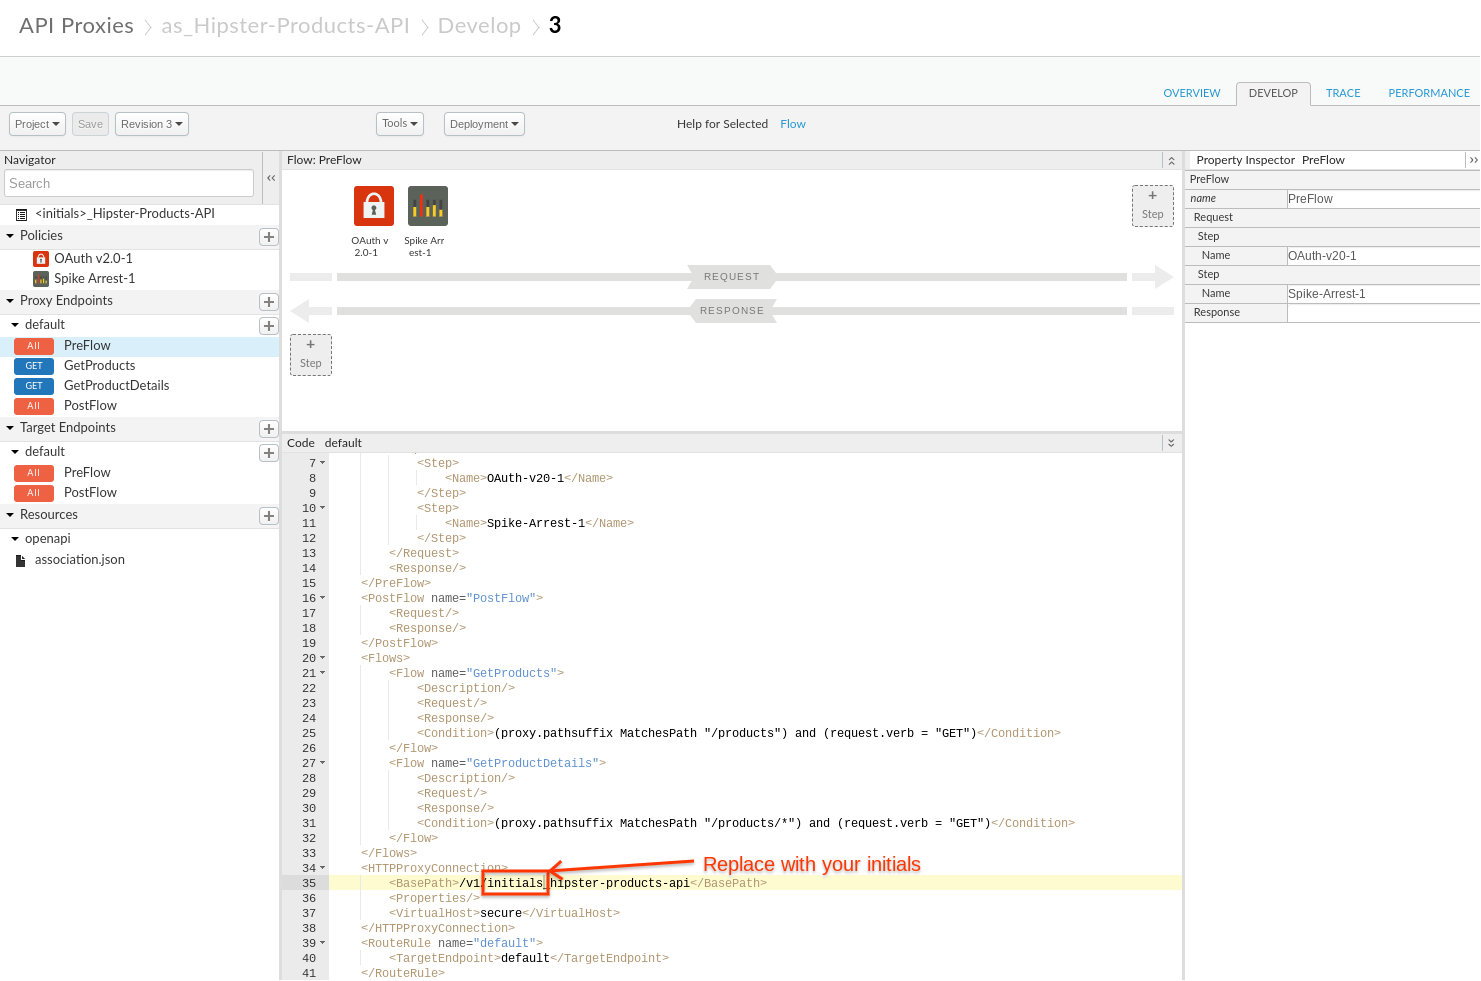 API Proxies as_Hipster-Products-API Develop 3
OVERVIEW DEVELOP TRACE PERFORMANCE
Project Save Revision 3 Tools Deployment Help for Selected Flow
Navigator
Search
<initials>_Hipster-Products-API
Policies
OAuth v2.0-1
Spike Arrest-1
Proxy Endpoints
default
All PreFlow
GET GetProducts
GET GetProductDetails
All PostFlow
Target Endpoints
default
All PreFlow
All PostFlow
Resources
openapi
association.json
Flow: PreFlow
OAuth v
2.0-1
Spike Arr
est-1
+
Step
REQUEST
RESPONSE
+
Step
Code default
7 <Step>
8 <Name>OAuth-v20-1</Name>
9 </Step>
10 <Step>
11 <Name>Spike-Arrest-1</Name>
12 </Step>
13 </Request>
14 <Response/>
15 </PreFlow>
16 <PostFlow name="PostFlow">
17 <Request/>
18 <Response/>
19 </PostFlow>
20 <Flows>
21 <Flow name="GetProducts">
22 <Description/>
23 <Request/>
24 <Response/>
25 <Condition>(proxy.pathsuffix MatchesPath "/products") and (request.verb = "GET")</Condition>
26 </Flow>
27 <Flow name="GetProductDetails">
28 <Description/>
29 <Request/>
30 <Response/>
31 <Condition>(proxy.pathsuffix MatchesPath "/products/*") and (request.verb = "GET")</Condition>
32 </Flow>
33 </Flows>
34 <HTTPProxyConnection>
Replace with your initials
35 <BasePath>/v1/initials_hipster-products-api</BasePath>
36 <Properties/>
37 <VirtualHost>secure</VirtualHost>
38 </HTTPProxyConnection>
39 <RouteRule name="default">
40 <TargetEndpoint>default</TargetEndpoint>
41 </RouteRule>
Property Inspector PreFlow
PreFlow
name PreFlow
Request
Step
Name OAuth-v20-1
Step
Name Spike-Arrest-1
Response